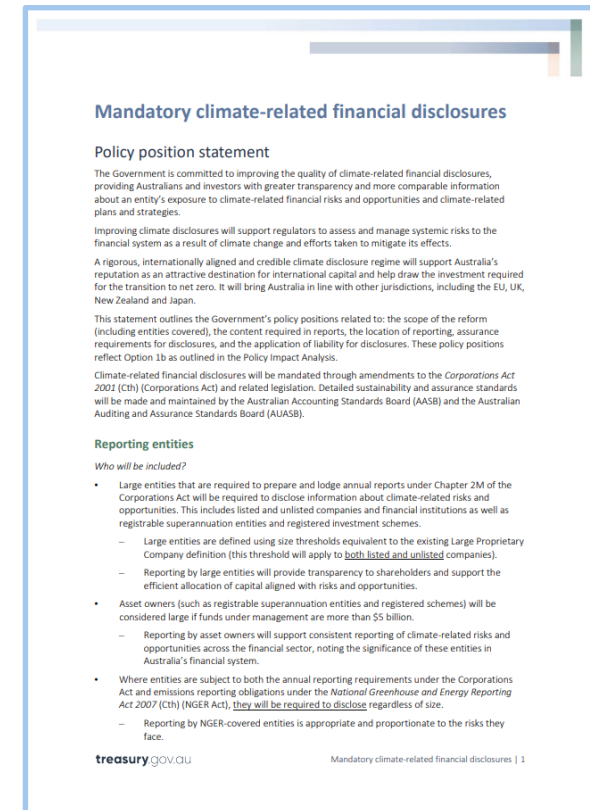 Mandatory climate-related financial disclosures
Policy position statement
The Government is committed to improving the quality of climate-related financial disclosures,
providing Australians and investors with greater transparency and more comparable information
about an entity's exposure to climate-related financial risks and opportunities and climate-related
plans and strategies.
Improving climate disclosures will support regulators to assess and manage systemic risks to the
financial system as a result of climate change and efforts taken to mitigate its effects.
A rigorous, internationally aligned and credible climate disclosure regime will support Australia's
reputation as an attractive destination for international capital and help draw the investment required
for the transition to net zero. It will bring Australia in line with other jurisdictions, including the EU, UK,
New Zealand and Japan.
This statement outlines the Government's policy positions related to: the scope of the reform
(including entities covered), the content required in reports, the location of reporting, assurance
requirements for disclosures, and the application of liability for disclosures. These policy positions
reflect Option 1b as outlined in the Policy Impact Analysis.
Climate-related financial disclosures will be mandated through amendments to the Corporations Act
2001 (Cth) (Corporations Act) and related legislation. Detailed sustainability and assurance standards
will be made and maintained by the Australian Accounting Standards Board (AASB) and the Australian
Auditing and Assurance Standards Board (AUASB).
Reporting entities
Who will be included?
• Large entities that are required to prepare and lodge annual reports under Chapter 2M of the
Corporations Act will be required to disclose information about climate-related risks and
opportunities. This includes listed and unlisted companies and financial institutions as well as
registrable superannuation entities and registered investment schemes.
– Large entities are defined using size thresholds equivalent to the existing Large Proprietary
Company definition (this threshold will apply to both listed and unlisted companies).
– Reporting by large entities will provide transparency to shareholders and support the
efficient allocation of capital aligned with risks and opportunities.
• Asset owners (such as registrable superannuation entities and registered schemes) will be
considered large if funds under management are more than $5 billion.
– Reporting by asset owners will support consistent reporting of climate-related risks and
opportunities across the financial sector, noting the significance of these entities in
Australia's financial system.
• Where entities are subject to both the annual reporting requirements under the Corporations
Act and emissions reporting obligations under the National Greenhouse and Energy Reporting
Act 2007 (Cth) (NGER Act), they will be required to disclose regardless of size.
– Reporting by NGER-covered entities is appropriate and proportionate to the risks they
face.
treasury.gov.au Mandatory climate-related financial disclosures | 1